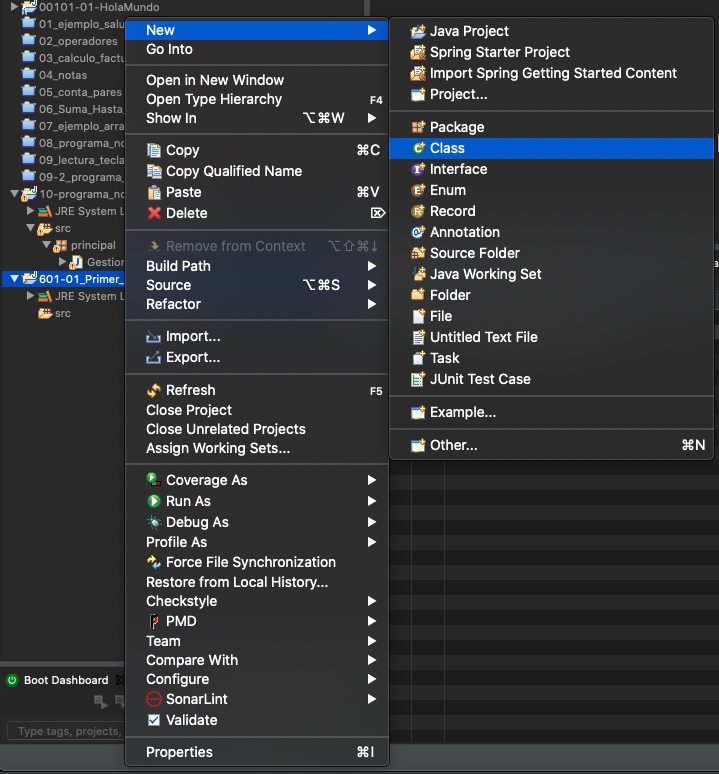 00101-01-HolaMundo
01_ejemplo_salu
02_operadores
03_calculo_factu
04_notas
05_conta_pares
06_Suma_Hasta_
07_ejemplo_arra
08_programa_no
09_lectura_tecla
09-2_programa_
10-programa_no
JRE System L
src
principal
Gestion
601-01_Primer_
JRE System L
src
New
Go Into
Open in New Window
Open Type Hierarchy F4
Show In ⌥⌘W
Copy ⌘C
Copy Qualified Name
Paste ⌘V
Delete ⌦
Remove from Context ⌥⇧⌘↓
Build Path
Source ⌥⌘S
Refactor
Import...
Export...
Refresh F5
Close Project
Close Unrelated Projects
Assign Working Sets...
Coverage As
Run As
Debug As
Profile As
Force File Synchronization
Restore from Local History...
Checkstyle
PMD
Team
Compare With
Configure
SonarLint
Validate
Properties ⌘I
Java Project
Spring Starter Project
Import Spring Getting Started Content
Project...
Package
Class
Interface
Enum
Record
Annotation
Source Folder
Java Working Set
Folder
File
Untitled Text File
Task
JUnit Test Case
Example...
Other... ⌘N
Boot Dashboard
Type tags, projects,